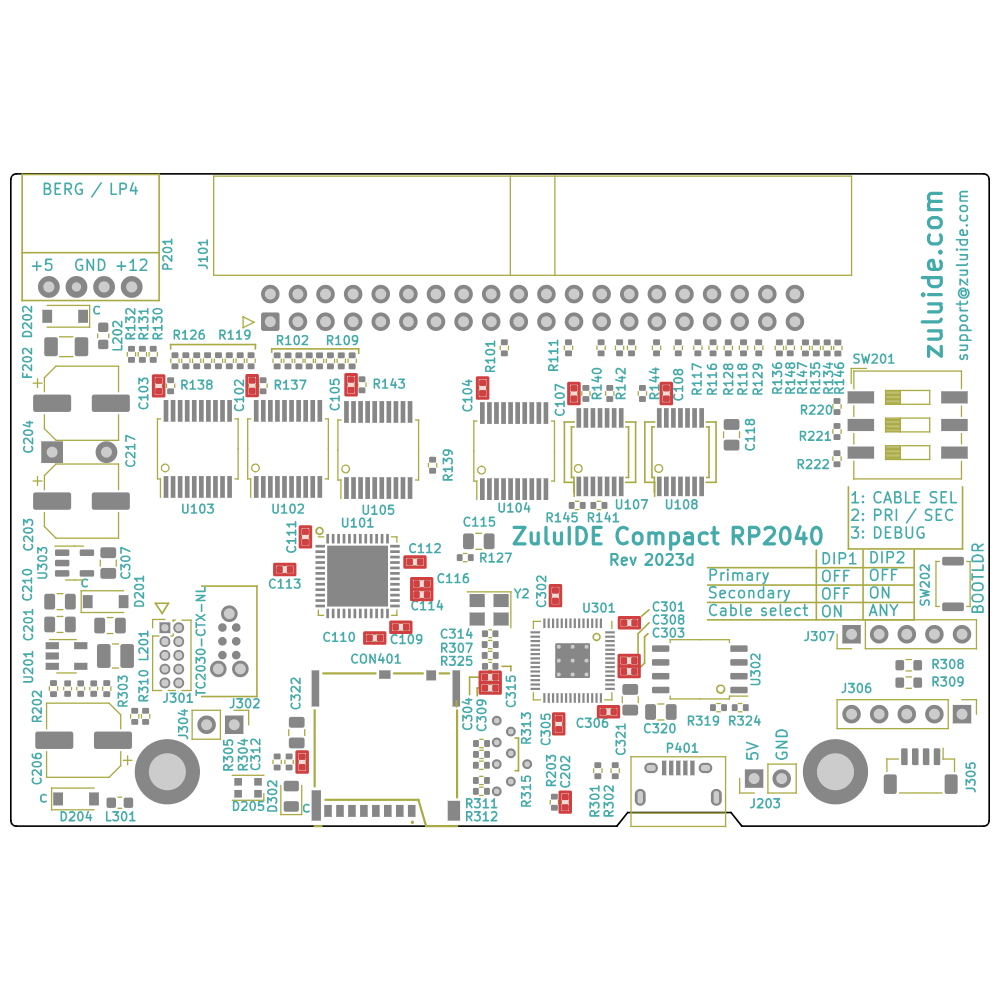 BERG / LP4
+5 GND +12
P201
J101
zuluide.com
support@zuluide.com
D202
C
L202
R132
R131
R130
F202
R126 R119
R102 R109
R101
R111
SW201
C103
R138
C102
R137
C105
R143
C104
C107
R140
R142
R144
C108
R117
R116
R128
R118
R129
R136
R148
R147
R135
R134
R146
+
C204
C217
R139
C118
R220
R221
R222
+
U103
U102
U105
U104
U107
U108
R145 R141
1: CABLE SEL
2: PRI / SEC
3: DEBUG
C203
C111
U101
C115
R127
ZuluIDE Compact RP2040
Rev 2023d
DIP1 DIP2
Primary OFF OFF
Secondary OFF ON
Cable select ON ANY
SW202
BOOTLDR
U303
C307
C
C210
D201
C113
C112
C116
C114
C110
C109
C302
Y2
U301
C301
C308
C303
C201
L201
TC2030-CTX-NL
C314
R307
R325
J307
U201
CON401
U302
R308
R309
R202
R303
R310
J301
J302
J304
C322
C304
C309
C315
C305
C306
C321
C320
R319 R324
J306
C206
+
R305
R304
C312
R313
R315
R203
C202
P401
5V
GND
J203
J305
C
D204
L301
D205
D302
C
R311
R312
R301
R302